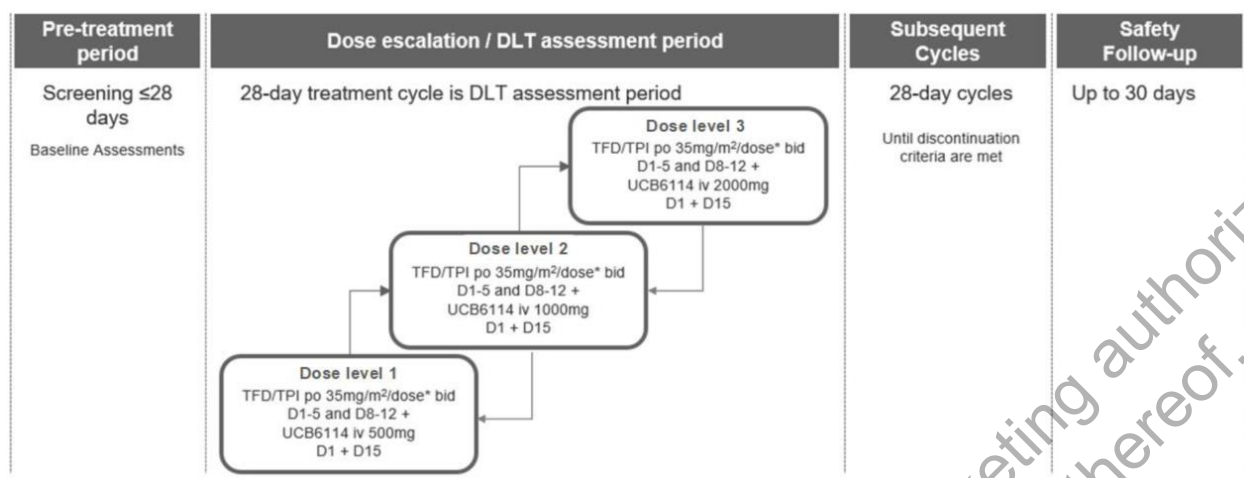 Pre-treatment
period
Dose escalation / DLT assessment period
Subsequent
Cycles
Safety
Follow-up
Screening ≤28
days
Baseline Assessments
28-day treatment cycle is DLT assessment period
Dose level 3
TFD/TPI po 35mg/m²/dose* bid
D1-5 and D8-12 +
UCB6114 iv 2000mg
D1 + D15
Dose level 2
TFD/TPI po 35mg/m²/dose* bid
D1-5 and D8-12 +
UCB6114 iv 1000mg
D1 + D15
Dose level 1
TFD/TPI po 35mg/m²/dose* bid
D1-5 and D8-12 +
UCB6114 iv 500mg
D1 + D15
28-day cycles
Until discontinuation
criteria are met
Up to 30 days
thereof.